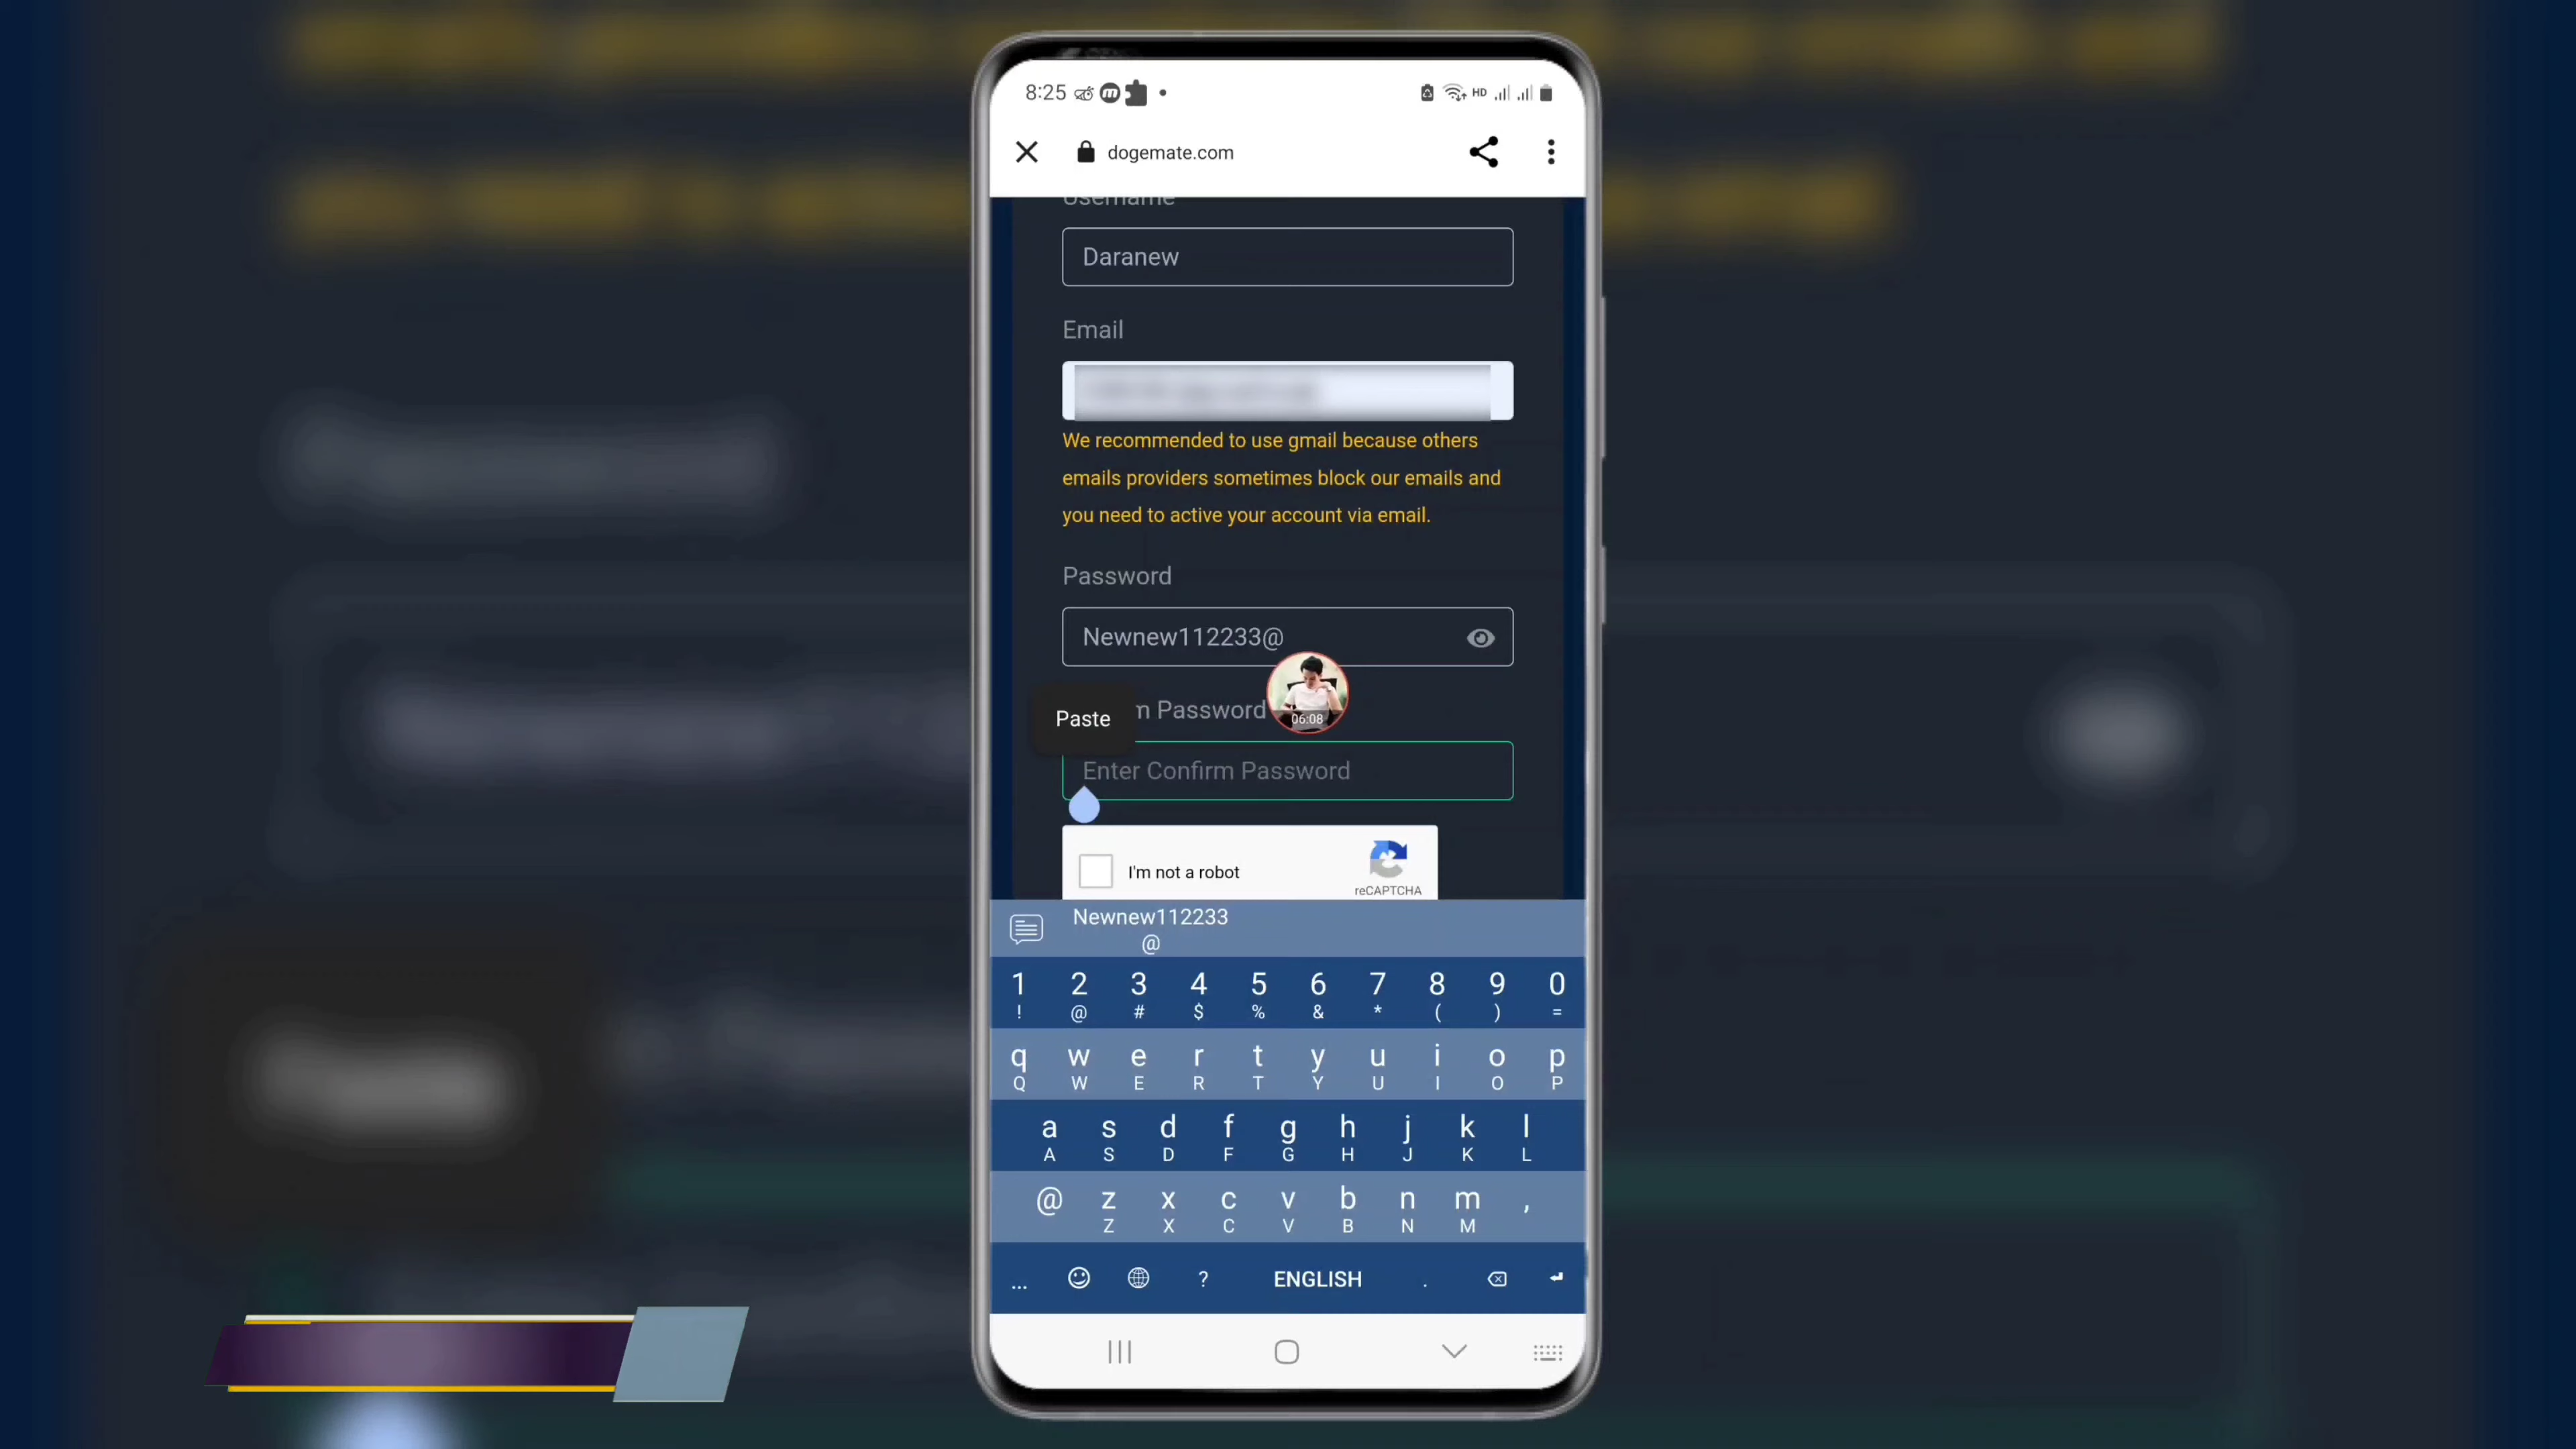 8:25
HD
dogemate.com
Username
Daranew
Email
We recommended to use gmail because others
emails providers sometimes block our emails and
you need to active your account via email.
Password
Newnew112233@
06:08
Paste
m Password
Enter Confirm Password
I'm not a robot
reCAPTCHA
Newnew112233
@
1 2 3 4 5 6 7 8 9 0
! @ # $ % & * ( ) =
q w e r t y u i o p
Q W E R T Y U I O P
a s d f g h j k l
A S D F G H J K L
@ z x c v b n m ,
Z X C V B N M
... ? ENGLISH .